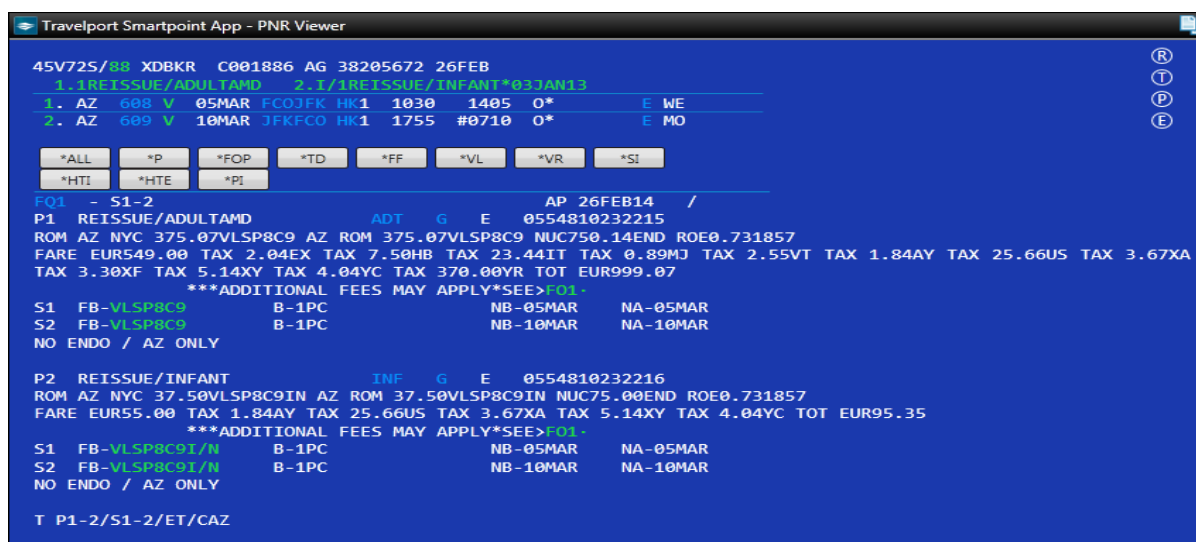 Travelport Smartpoint App - PNR Viewer
45V72S/88 XDBKR C001886 AG 38205672 26FEB
1.1REISSUE/ADULTAMD 2.I/1REISSUE/INFANT*03JAN13
1. AZ 608 V 05MAR FCOJFK HK1 1030 1405 O* E WE
2. AZ 609 V 10MAR JFKFCO HK1 1755 #0710 O* E MO
R
T
P
E
*ALL *P *FOP *TD *FF *VL *VR *SI
*HTI *HTE *PI
FQ1 - S1-2 AP 26FEB14 /
P1 REISSUE/ADULTAMD ADT G E 0554810232215
ROM AZ NYC 375.07VLSP8C9 AZ ROM 375.07VLSP8C9 NUC750.14END ROE0.731857
FARE EUR549.00 TAX 2.04EX TAX 7.50HB TAX 23.44IT TAX 0.89MJ TAX 2.55VT TAX 1.84AY TAX 25.66US TAX 3.67XA
TAX 3.30XF TAX 5.14XY TAX 4.04YC TAX 370.00YR TOT EUR999.07
***ADDITIONAL FEES MAY APPLY*SEE>FO1·
S1 FB-VLSP8C9 B-1PC NB-05MAR NA-05MAR
S2 FB-VLSP8C9 B-1PC NB-10MAR NA-10MAR
NO ENDO / AZ ONLY
P2 REISSUE/INFANT INF G E 0554810232216
ROM AZ NYC 37.50VLSP8C9IN AZ ROM 37.50VLSP8C9IN NUC75.00END ROE0.731857
FARE EUR55.00 TAX 1.84AY TAX 25.66US TAX 3.67XA TAX 5.14XY TAX 4.04YC TOT EUR95.35
***ADDITIONAL FEES MAY APPLY*SEE>FO1·
S1 FB-VLSP8C9I/N B-1PC NB-05MAR NA-05MAR
S2 FB-VLSP8C9I/N B-1PC NB-10MAR NA-10MAR
NO ENDO / AZ ONLY
T P1-2/S1-2/ET/CAZ